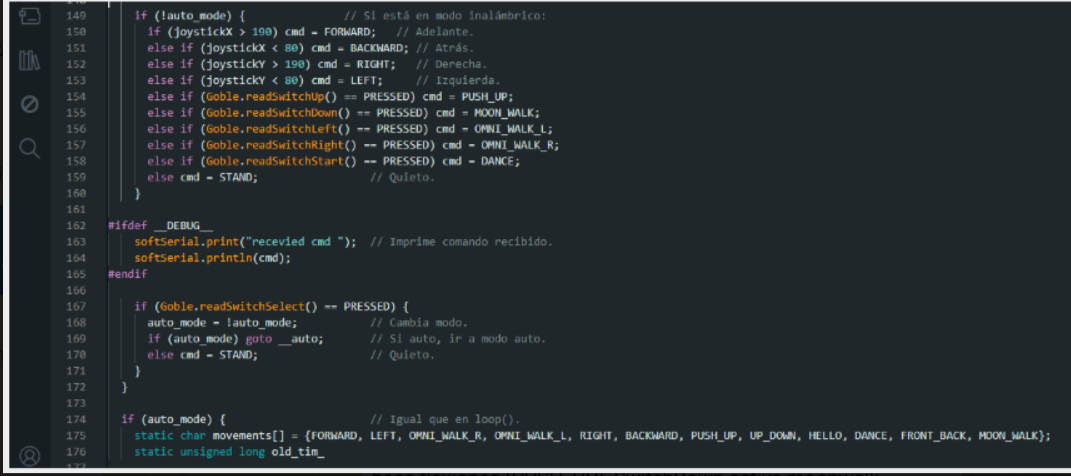 149 if (!auto_mode) { // Si está en modo inalámbrico:
150 if (joystickX > 190) cmd = FORWARD; // Adelante.
151 else if (joystickX < 80) cmd = BACKWARD; // Atrás.
152 else if (joystickY > 190) cmd = RIGHT; // Derecha.
153 else if (joystickY < 80) cmd = LEFT; // Izquierda.
154 else if (Goble.readSwitchUp() == PRESSED) cmd = PUSH_UP;
155 else if (Goble.readSwitchDown() == PRESSED) cmd = MOON_WALK;
156 else if (Goble.readSwitchLeft() == PRESSED) cmd = OMNI_WALK_L;
157 else if (Goble.readSwitchRight() == PRESSED) cmd = OMNI_WALK_R;
158 else if (Goble.readSwitchStart() == PRESSED) cmd = DANCE;
159 else cmd = STAND; // Quieto.
160 }
161
162 #ifdef __DEBUG__
163 softSerial.print("recevied cmd "); // Imprime comando recibido.
164 softSerial.println(cmd);
165 #endif
166
167 if (Goble.readSwitchSelect() == PRESSED) {
168 auto_mode = !auto_mode; // Cambia modo.
169 if (auto_mode) goto __auto; // Si auto, ir a modo auto.
170 else cmd = STAND; // Quieto.
171 }
172 }
173
174 if (auto_mode) { // Igual que en loop().
175 static char movements[] = {FORWARD, LEFT, OMNI_WALK_R, OMNI_WALK_L, RIGHT, BACKWARD, PUSH_UP, UP_DOWN, HELLO, DANCE, FRONT_BACK, MOON_WALK};
176 static unsigned long old_tim_